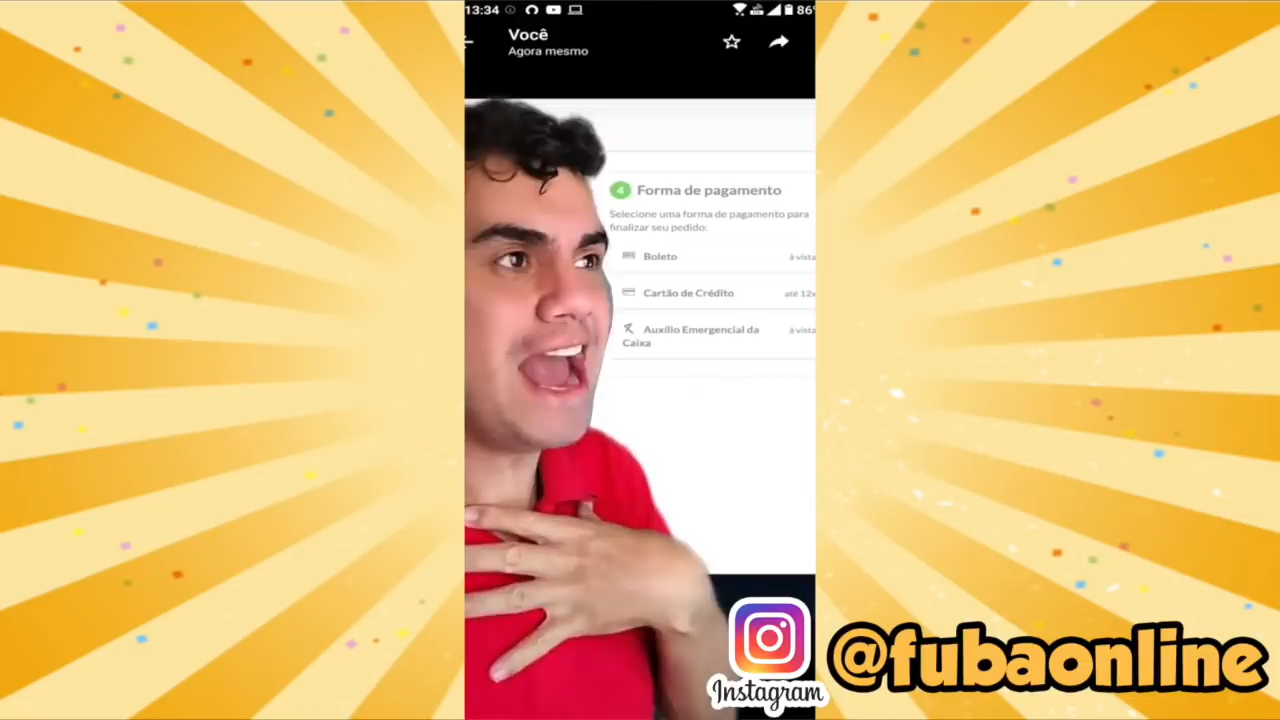 13:34
86%
Você
Agora mesmo
4 Forma de pagamento
Selecione uma forma de pagamento para
finalizar seu pedido:
Boleto à vista
Cartão de Crédito até 12x
Auxílio Emergencial da à vista
Caixa
Instagram
@fubaonline